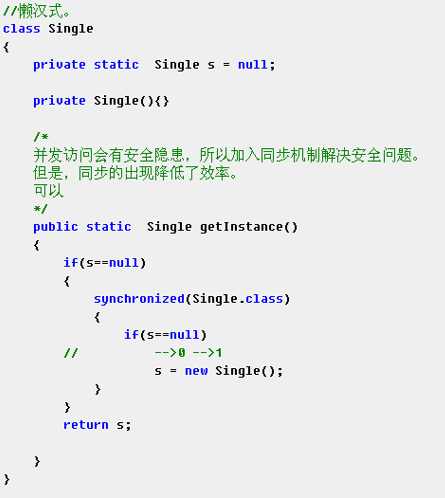 //懒汉式。
class Single
{
    private static  Single s = null;

    private Single(){}

    /*
    并发访问会有安全隐患，所以加入同步机制解决安全问题。
    但是，同步的出现降低了效率。
    可以
    */
    public static  Single getInstance()
    {
        if(s==null)
        {
            synchronized(Single.class)
            {
                if(s==null)
        //          -->0 -->1
                    s = new Single();
            }
        }
        return s;

    }
}